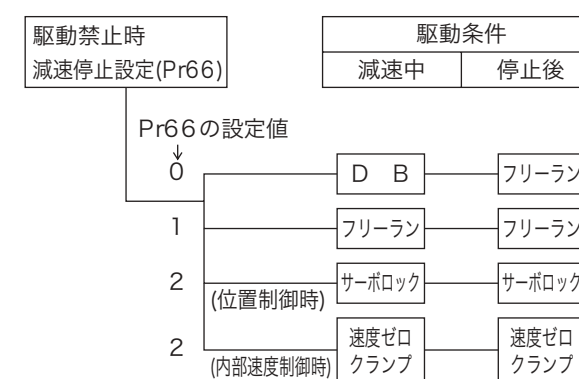 駆動禁止時
減速停止設定(Pr66)
駆動条件
減速中 停止後
Pr66の設定値
↓
0 D B フリーラン
1 フリーラン フリーラン
2 (位置制御時) サーボロック サーボロック
2 (内部速度制御時) 速度ゼロ 速度ゼロ
クランプ クランプ